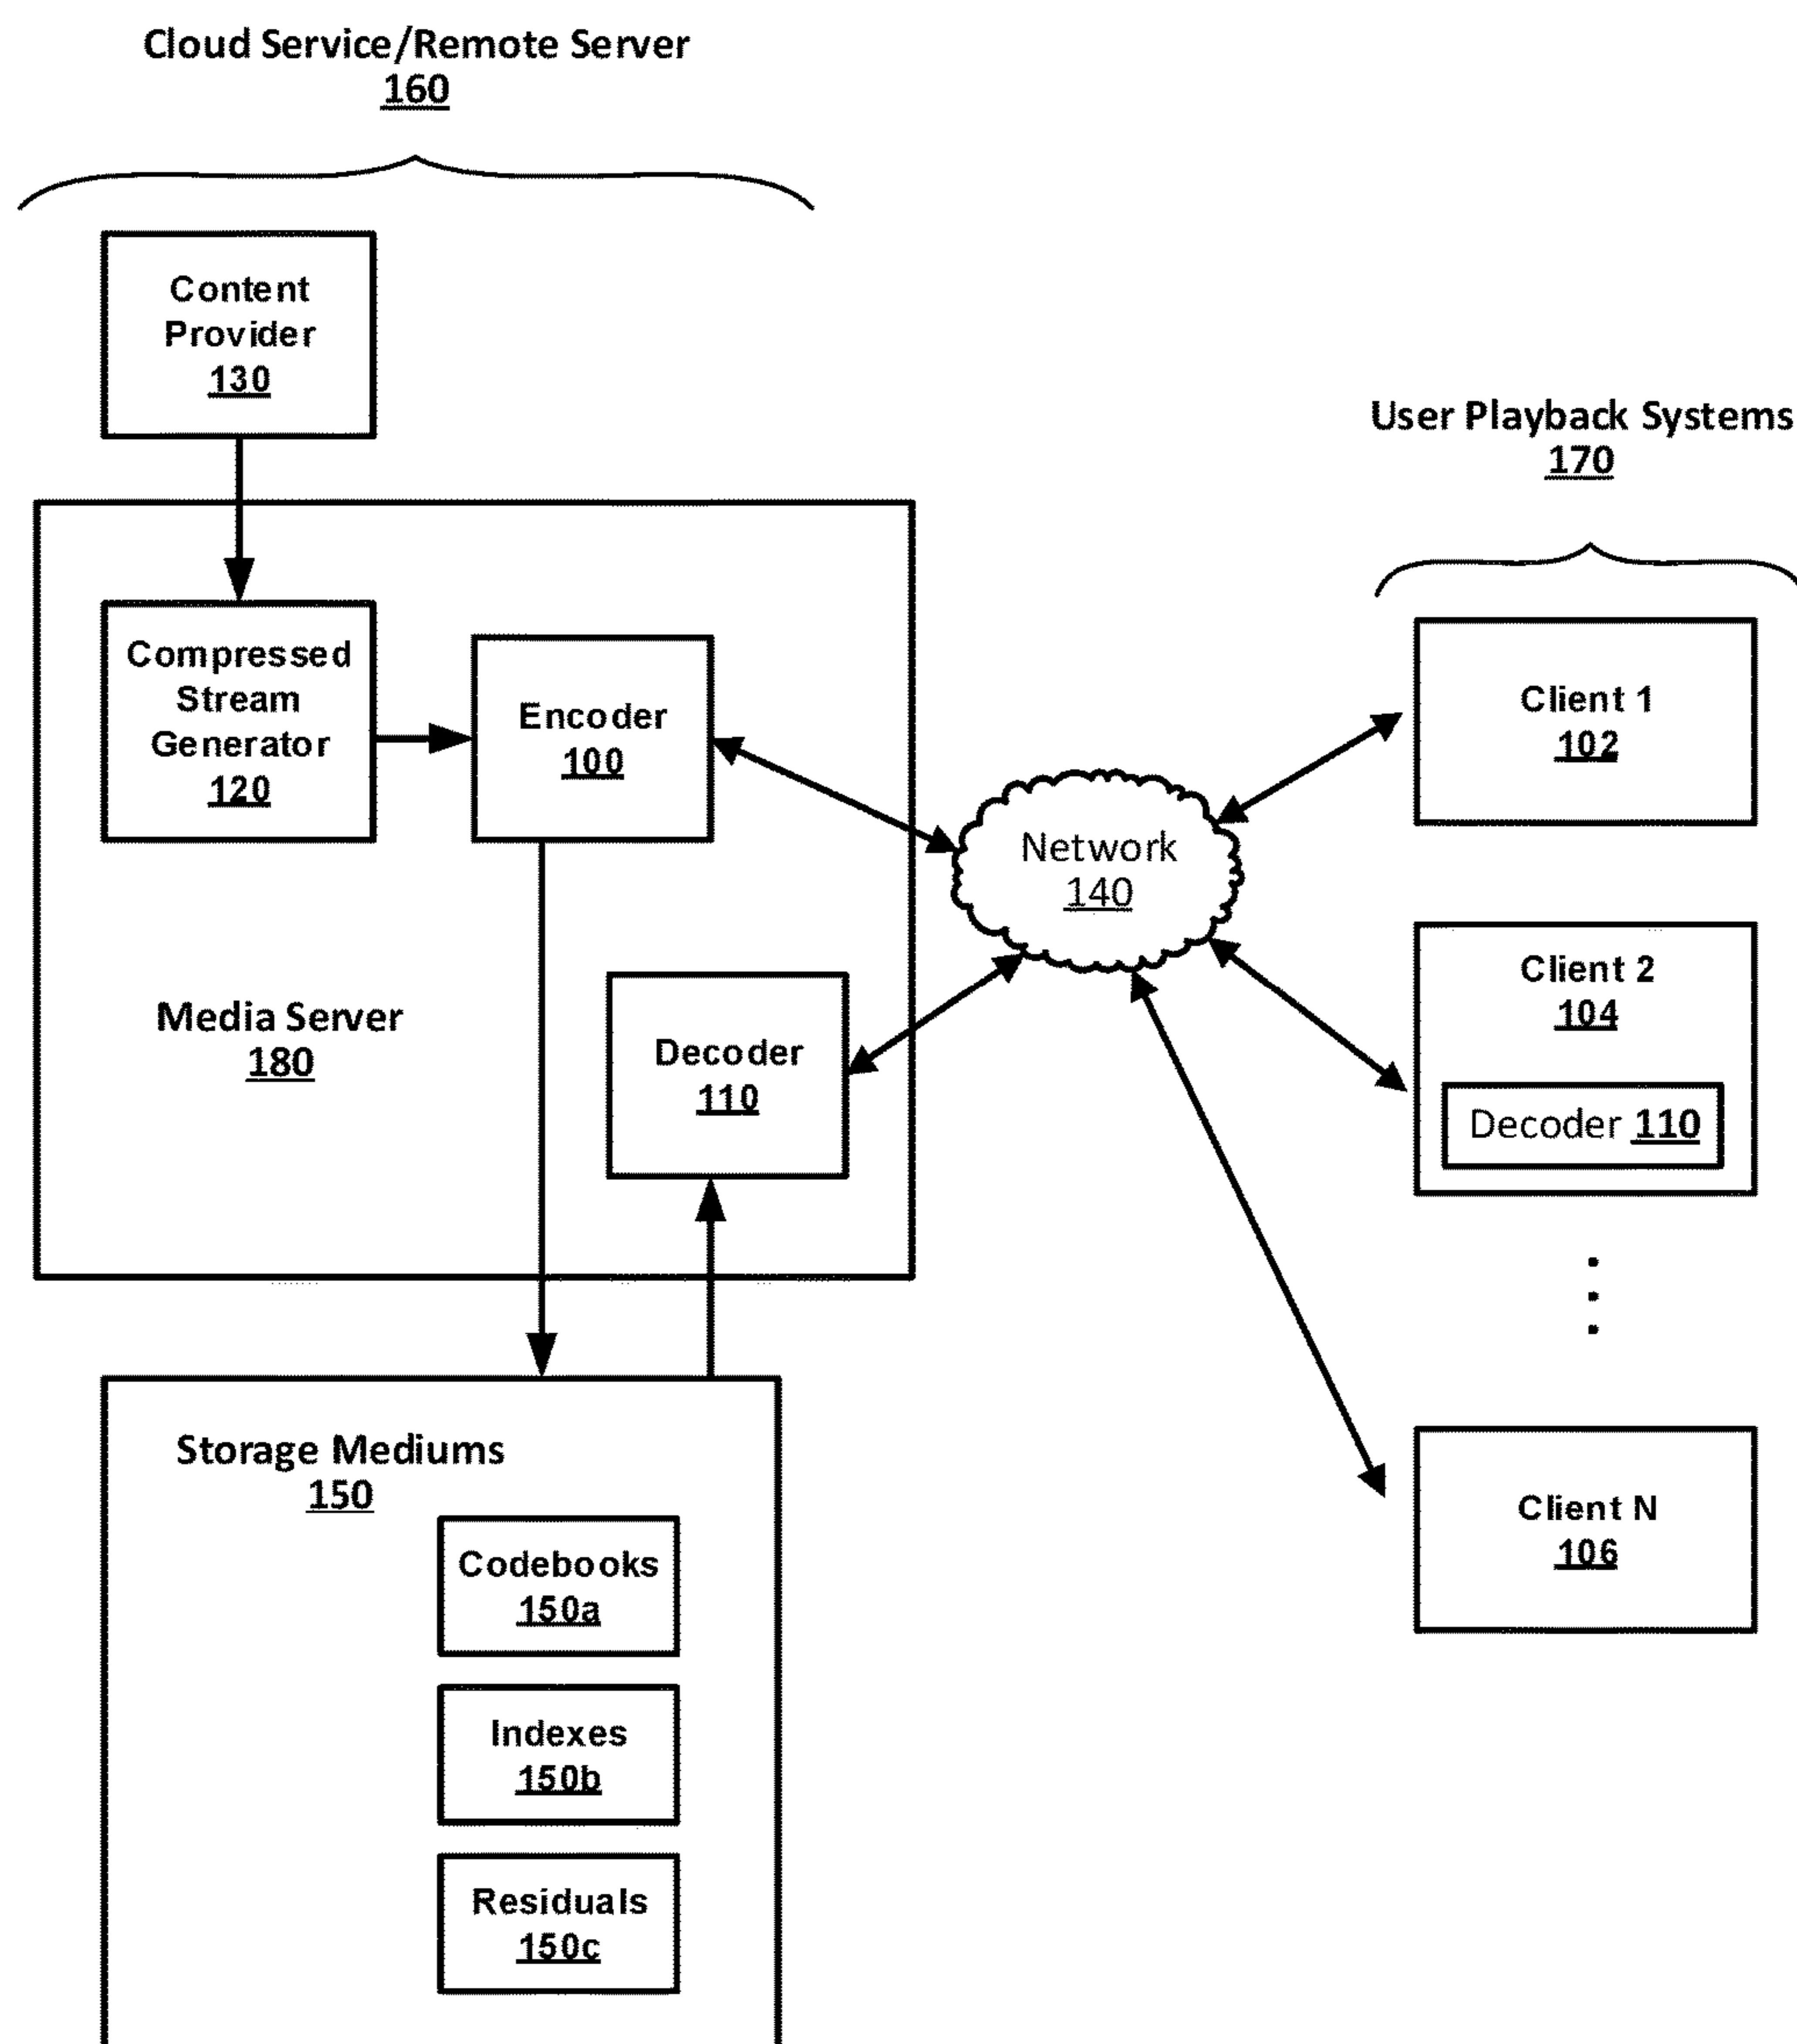 Cloud Service/Remote Server
160
Content
Provider
130
User Playback Systems
170
Compressed
Stream
Generator
120
Encoder
100
Client 1
102
Network
140
Client 2
104
Decoder 110
Media Server
180
Decoder
110
Storage Mediums
150
Client N
106
Codebooks
150a
Indexes
150b
Residuals
150c